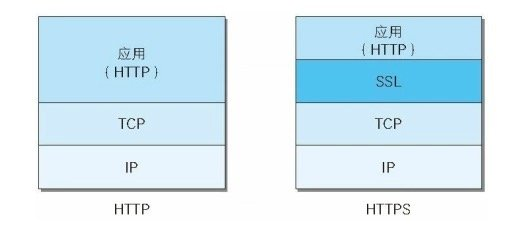 应用
( HTTP )
TCP
IP
HTTP
应用
( HTTP )
SSL
TCP
IP
HTTPS